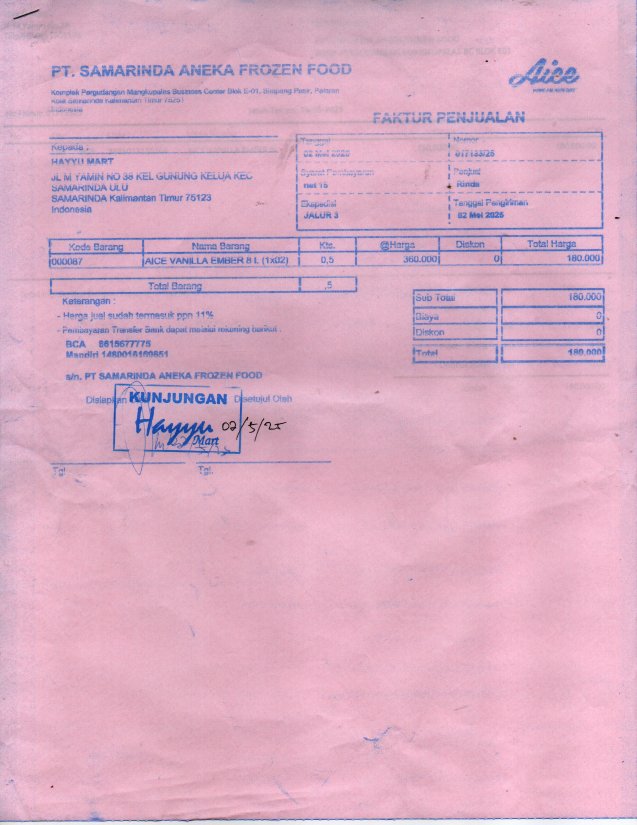 PT. SAMARINDA ANEKA FROZEN FOOD
Komplek Pergudangan Mangkupalas Business Center Blok E-01, Simpang Pasir, Palaran
Kota Samarinda Kalimantan Timur 75251
Indonesia
Aice
FAKTUR PENJUALAN
Kepada :
HAYYU MART
JL M YAMIN NO 38 KEL GUNUNG KELUA KEC
SAMARINDA ULU
SAMARINDA Kalimantan Timur 75123
Indonesia
Tanggal Nomor
02 Mei 2025
Syarat Pembayaran Penjual
net 15 Rinda
Ekspedisi Tanggal Pengiriman
JALUR 3 02 Mei 2025
Kode Barang Nama Barang Kts. @Harga Diskon Total Harga
000087 AICE VANILLA EMBER 8 L (1x02) 0,5 360.000 0 180.000
Total Barang ,5
Keterangan :
- Harga jual sudah termasuk ppn 11%
- Pembayaran Transfer Bank dapat melalui rekening berikut :
BCA
Mandiri
Sub Total 180.000
Biaya 0
Diskon 0
Total 180.000
a/n. PT SAMARINDA ANEKA FROZEN FOOD
Disiapkan Disetujui Oleh
KUNJUNGAN
Hayyu
Mart
02/5/25
Tgl. Tgl.